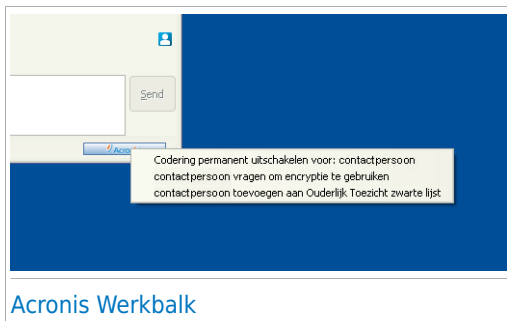 Send
Codering permanent uitschakelen voor: contactpersoon
contactpersoon vragen om encryptie te gebruiken
contactpersoon toevoegen aan Ouderlijk Toezicht zwarte lijst
Acronis Werkbalk